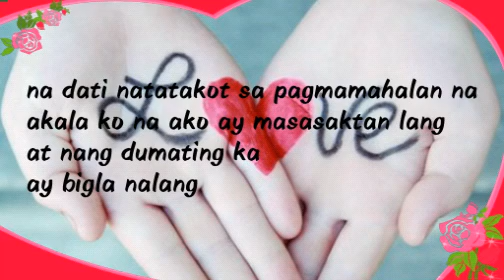 Love
na dati natatakot sa pagmamahalan na
akala ko na ako ay masasaktan lang
at nang dumating ka
ay bigla nalang,